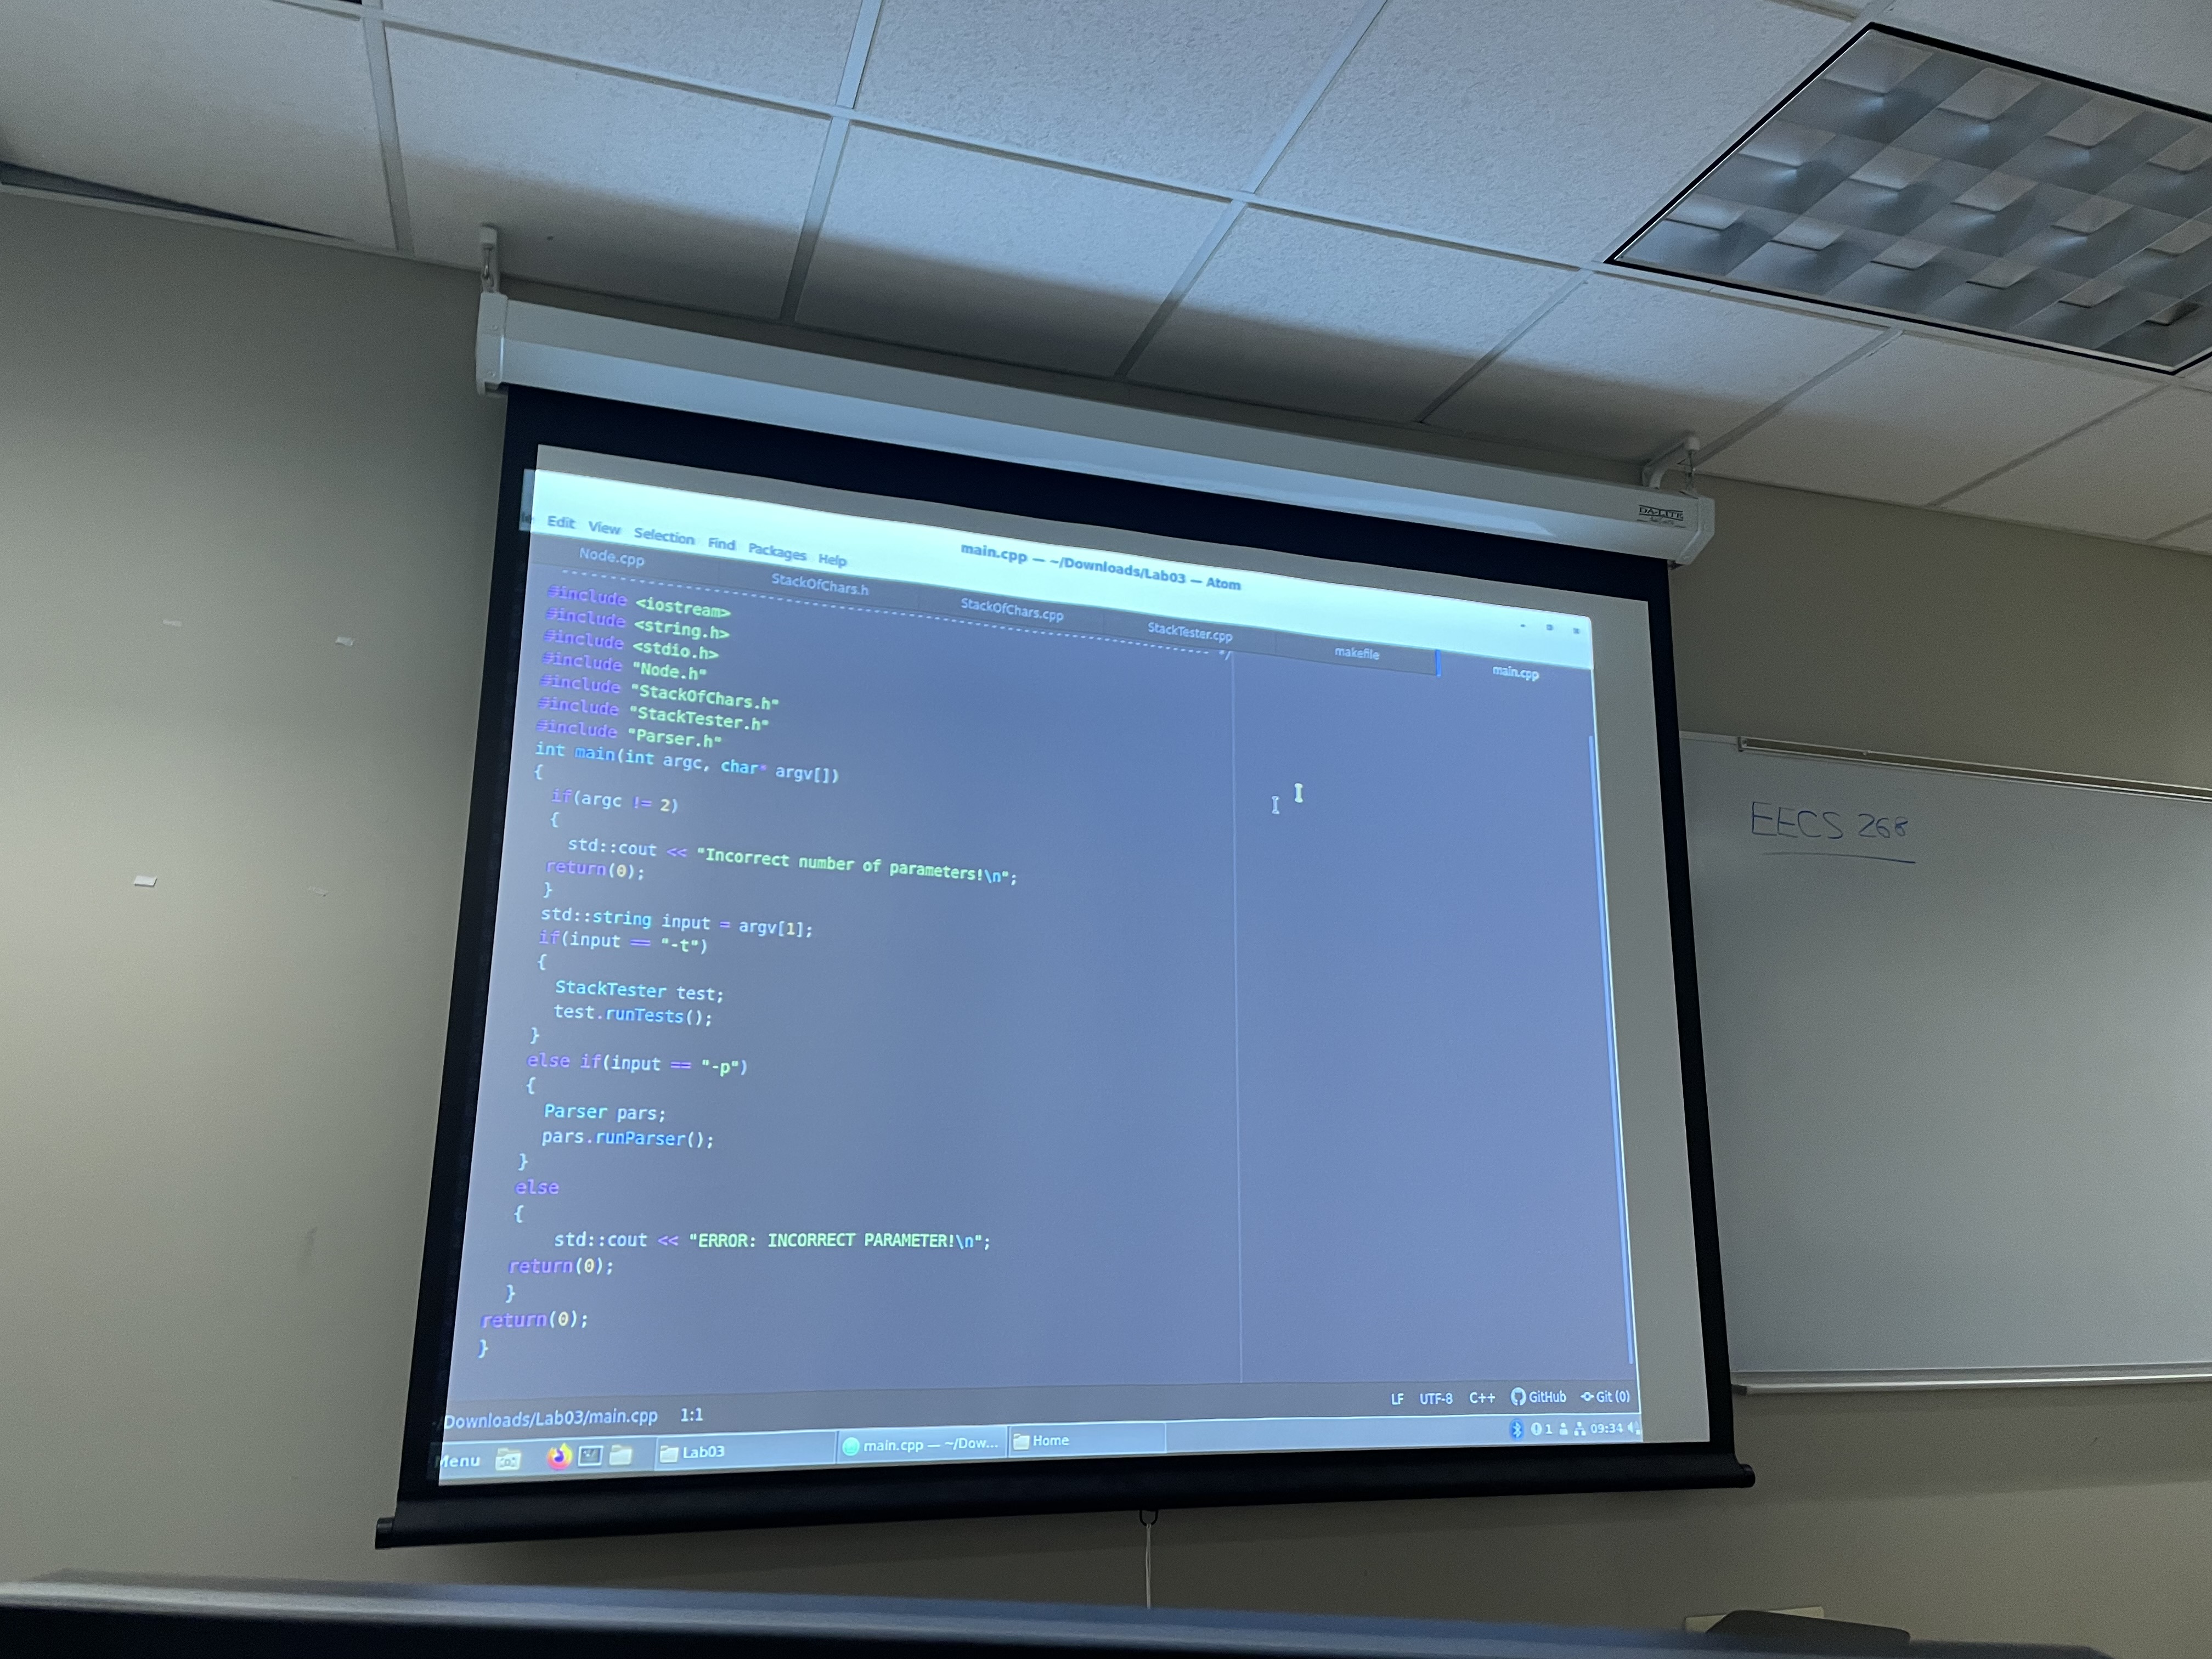 DA-LITE
main.cpp — ~/Downloads/Lab03 — Atom
Edit View Selection Find Packages Help
Node.cpp StackOfChars.h StackOfChars.cpp StackTester.cpp makefile main.cpp
------------------------------------------------------------ */
#include <iostream>
#include <string.h>
#include <stdio.h>
#include "Node.h"
#include "StackOfChars.h"
#include "StackTester.h"
#include "Parser.h"
int main(int argc, char* argv[])
{
if(argc != 2)
{
std::cout << "Incorrect number of parameters!\n";
return(0);
}
std::string input = argv[1];
if(input == "-t")
{
StackTester test;
test.runTests();
}
else if(input == "-p")
{
Parser pars;
pars.runParser();
}
else
{
std::cout << "ERROR: INCORRECT PARAMETER!\n";
return(0);
}
return(0);
}
/Downloads/Lab03/main.cpp 1:1 LF UTF-8 C++ GitHub Git (0)
Menu Lab03 main.cpp — ~/Dow... Home 1 09:34
EECS 268